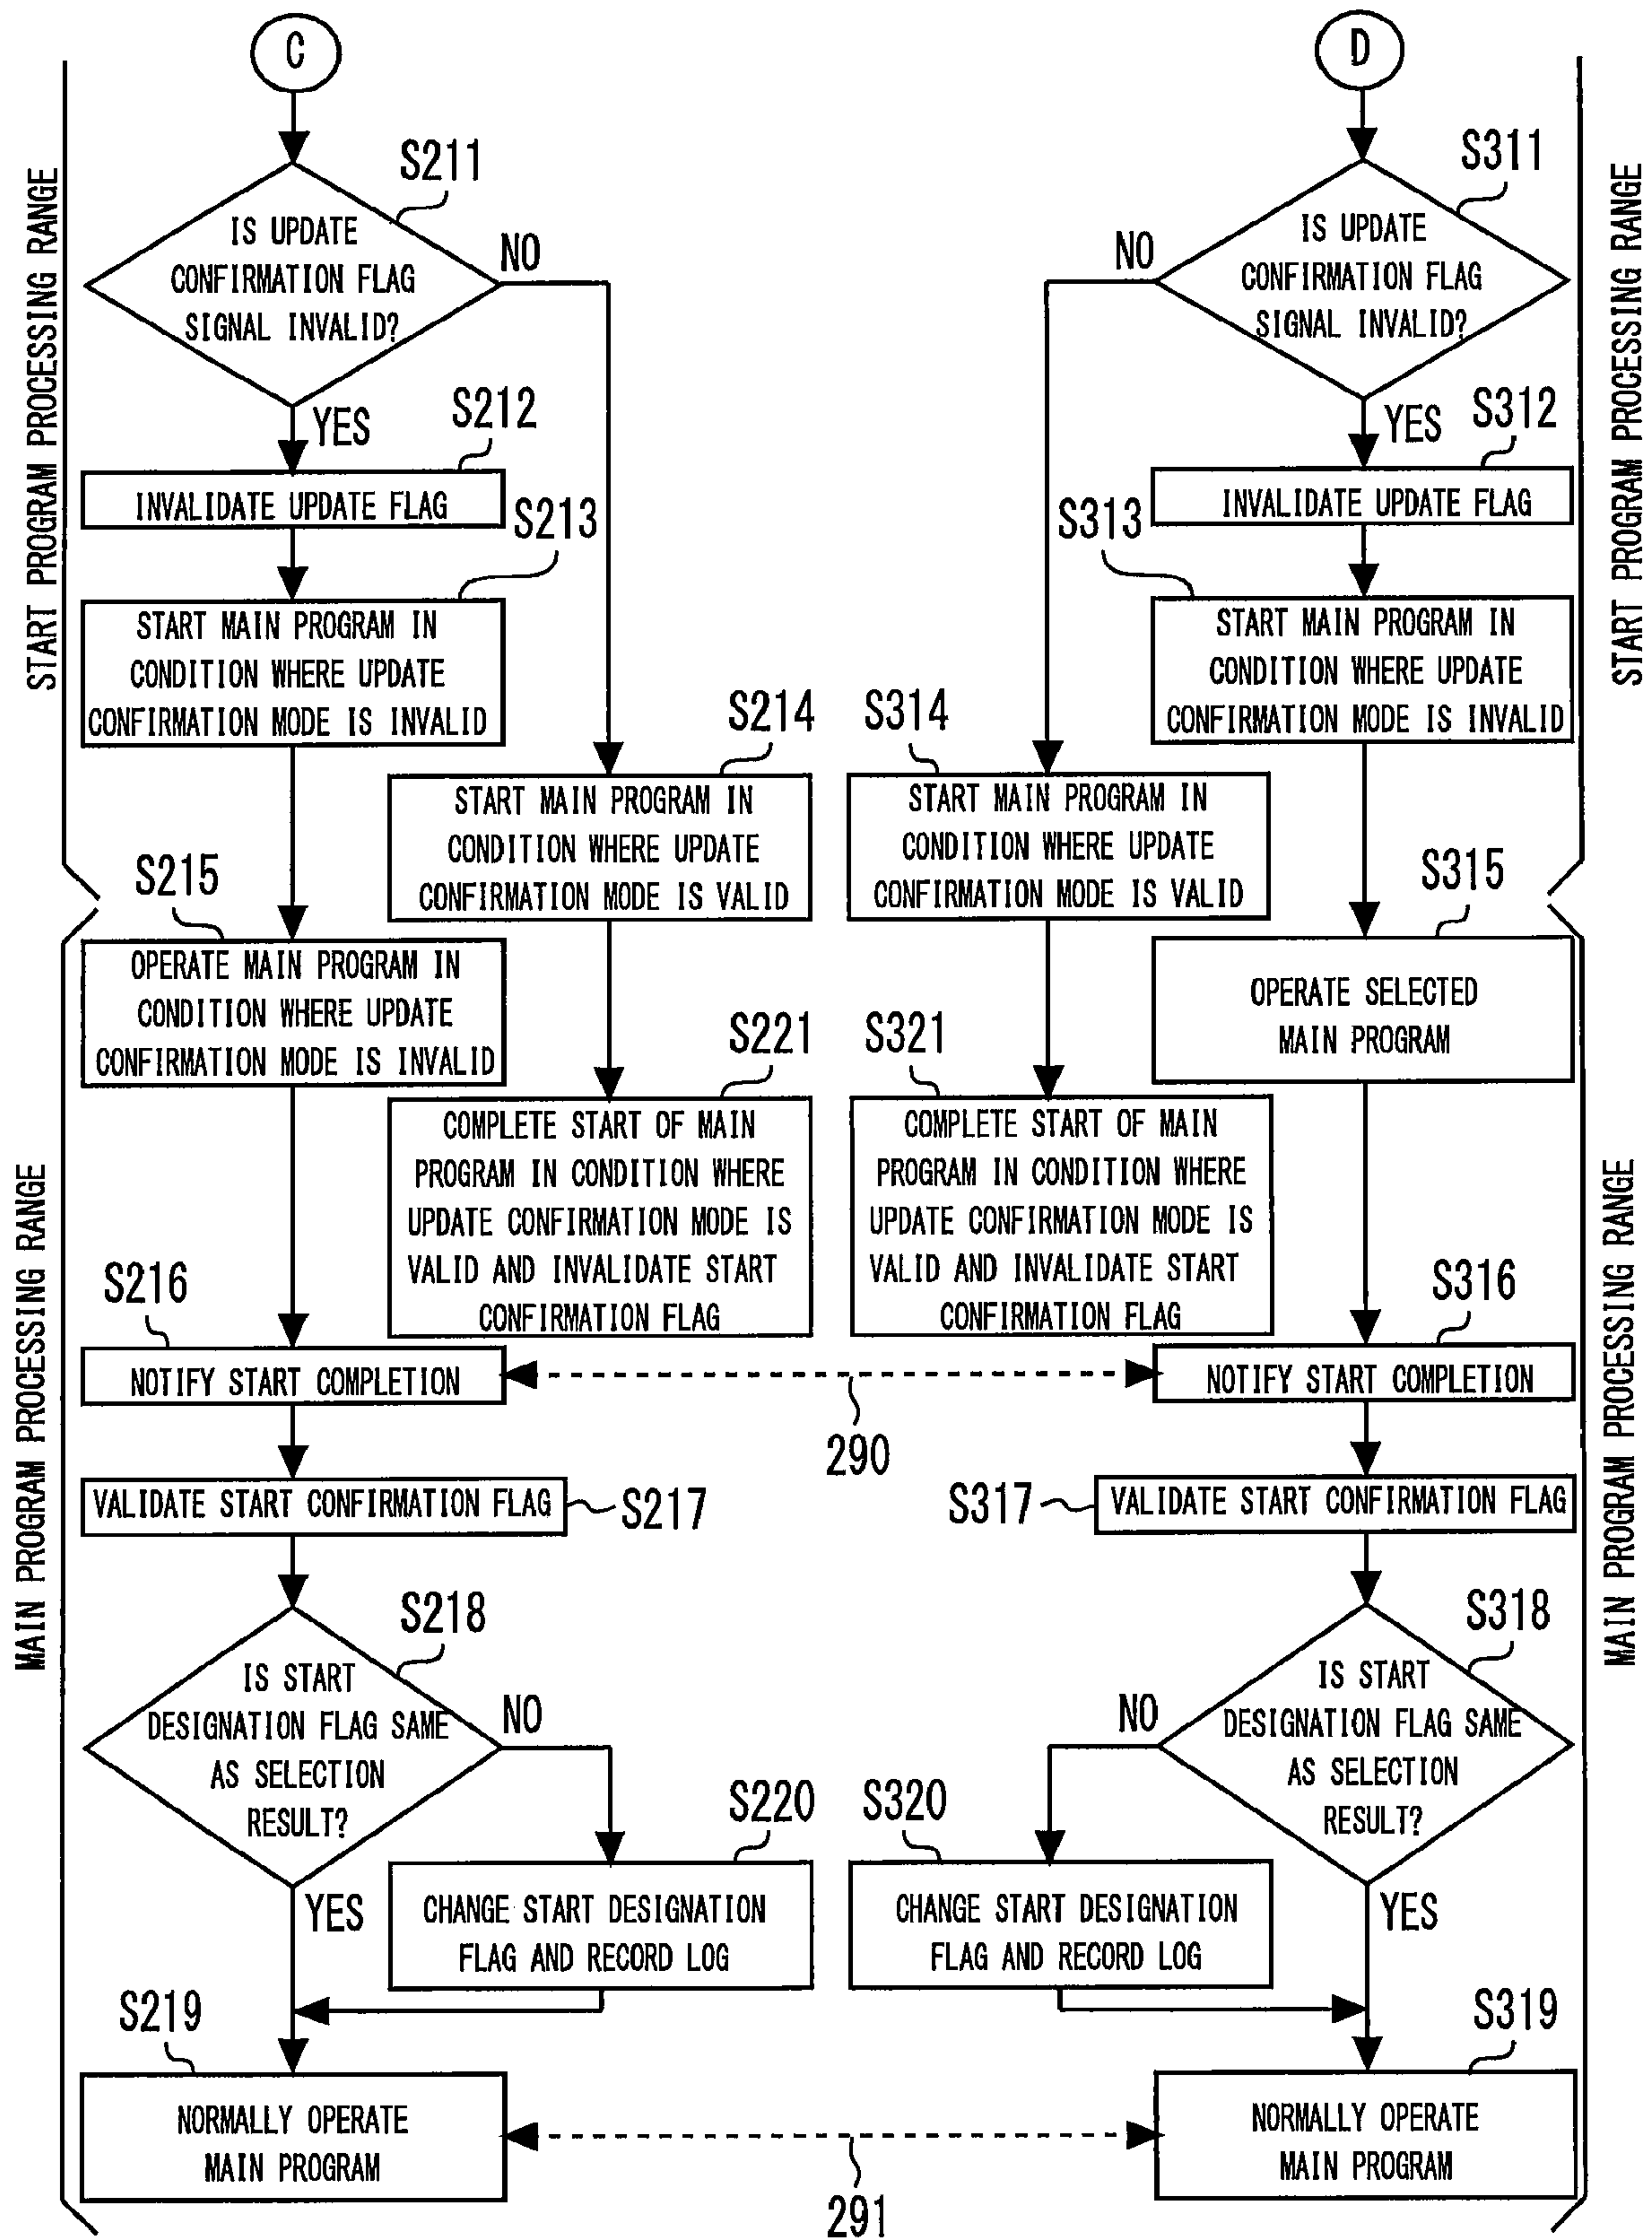 C
START PROGRAM PROCESSING RANGE
S211
IS UPDATE
CONFIRMATION FLAG
SIGNAL INVALID?
NO
YES
S212
INVALIDATE UPDATE FLAG
S213
START MAIN PROGRAM IN
CONDITION WHERE UPDATE
CONFIRMATION MODE IS INVALID
S214
START MAIN PROGRAM IN
CONDITION WHERE UPDATE
CONFIRMATION MODE IS VALID
MAIN PROGRAM PROCESSING RANGE
S215
OPERATE MAIN PROGRAM IN
CONDITION WHERE UPDATE
CONFIRMATION MODE IS INVALID
S221
COMPLETE START OF MAIN
PROGRAM IN CONDITION WHERE
UPDATE CONFIRMATION MODE IS
VALID AND INVALIDATE START
CONFIRMATION FLAG
S216
NOTIFY START COMPLETION
VALIDATE START CONFIRMATION FLAG
S217
S218
IS START
DESIGNATION FLAG SAME
AS SELECTION
RESULT?
NO
YES
S220
CHANGE START DESIGNATION
FLAG AND RECORD LOG
S219
NORMALLY OPERATE
MAIN PROGRAM
290
291
D
START PROGRAM PROCESSING RANGE
S311
IS UPDATE
CONFIRMATION FLAG
SIGNAL INVALID?
NO
YES
S312
INVALIDATE UPDATE FLAG
S313
START MAIN PROGRAM IN
CONDITION WHERE UPDATE
CONFIRMATION MODE IS INVALID
S314
START MAIN PROGRAM IN
CONDITION WHERE UPDATE
CONFIRMATION MODE IS VALID
MAIN PROGRAM PROCESSING RANGE
S315
OPERATE SELECTED
MAIN PROGRAM
S321
COMPLETE START OF MAIN
PROGRAM IN CONDITION WHERE
UPDATE CONFIRMATION MODE IS
VALID AND INVALIDATE START
CONFIRMATION FLAG
S316
NOTIFY START COMPLETION
S317
VALIDATE START CONFIRMATION FLAG
S318
IS START
DESIGNATION FLAG SAME
AS SELECTION
RESULT?
NO
YES
S320
CHANGE START DESIGNATION
FLAG AND RECORD LOG
S319
NORMALLY OPERATE
MAIN PROGRAM